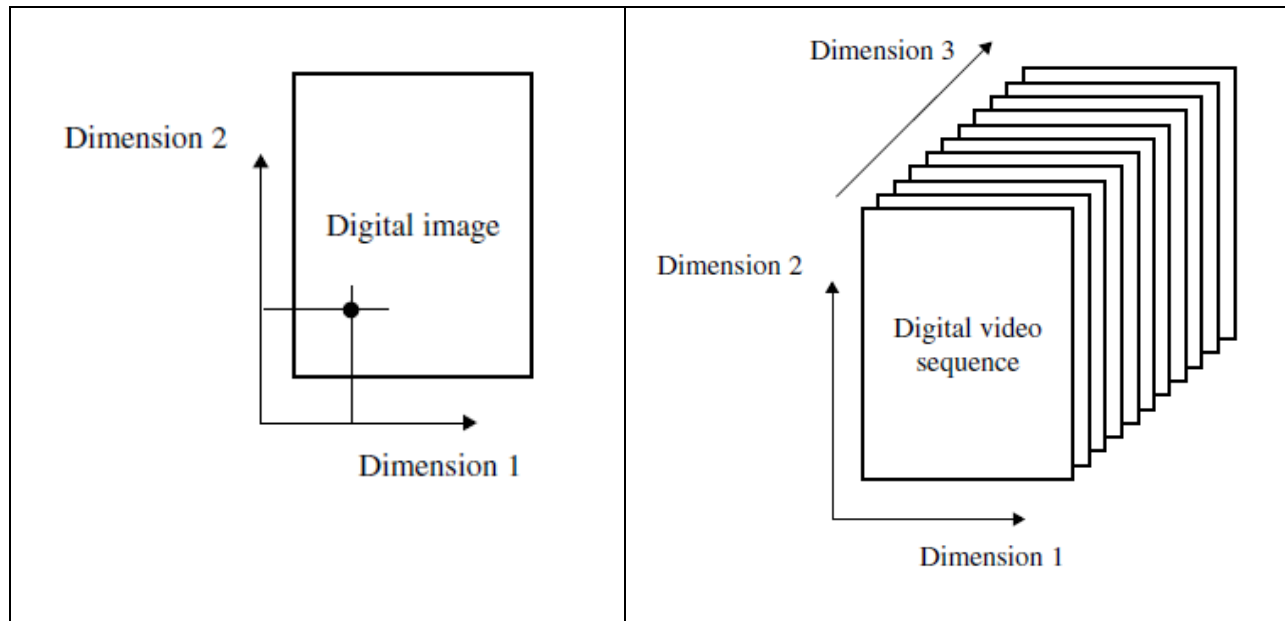 Dimension 2
Digital image
Dimension 1
Dimension 3
Dimension 2
Digital video
sequence
Dimension 1